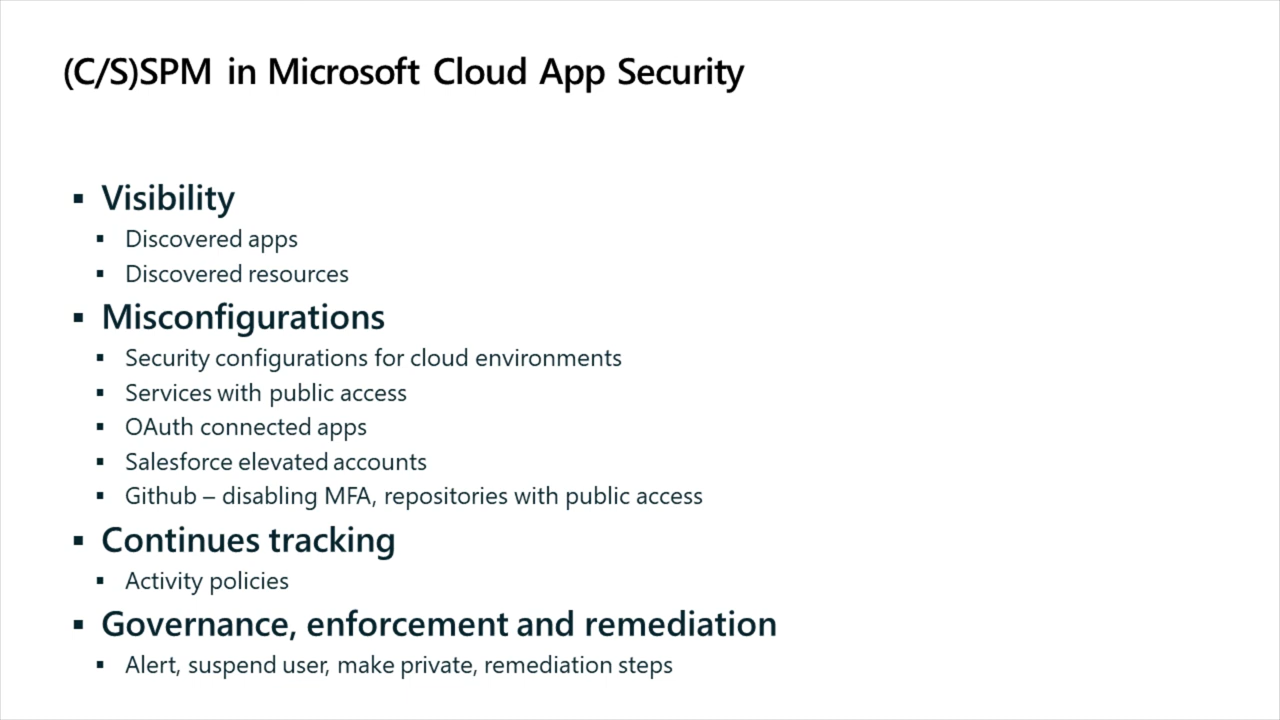 (C/S)SPM in Microsoft Cloud App Security
▪ Visibility
▪ Discovered apps
▪ Discovered resources
▪ Misconfigurations
▪ Security configurations for cloud environments
▪ Services with public access
▪ OAuth connected apps
▪ Salesforce elevated accounts
▪ Github – disabling MFA, repositories with public access
▪ Continues tracking
▪ Activity policies
▪ Governance, enforcement and remediation
▪ Alert, suspend user, make private, remediation steps